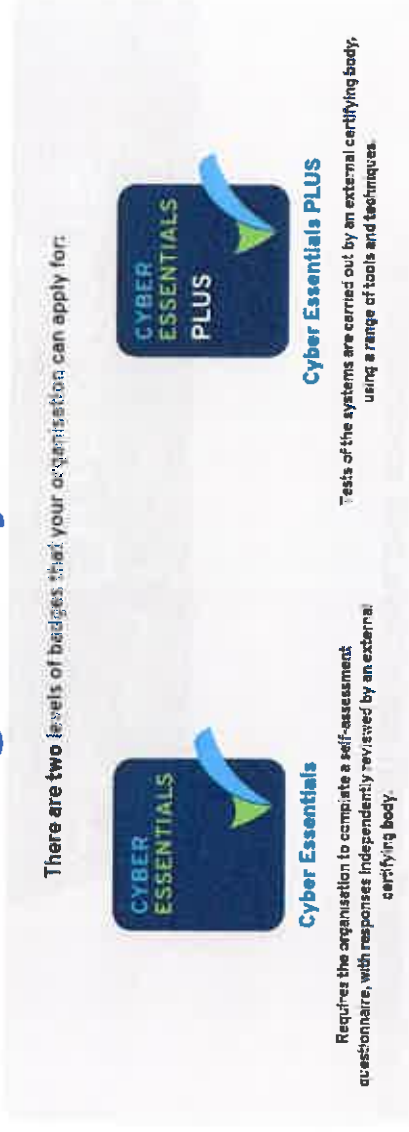 There are two levels of badges that your organisation can apply for:
CYBER
ESSENTIALS
Cyber Essentials
Requires the organisation to complete a self-assessment
questionnaire, with responses independently reviewed by an external
certifying body.
CYBER
ESSENTIALS
PLUS
Cyber Essentials PLUS
Tests of the systems are carried out by an external certifying body,
using a range of tools and techniques.